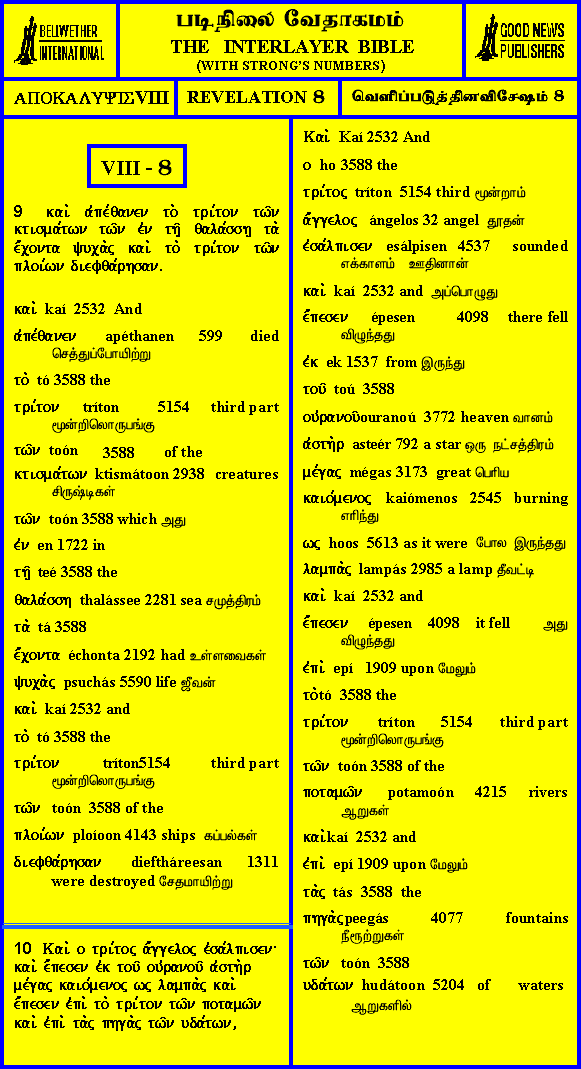 BELLWETHER
INTERNATIONAL
படிநிலை வேதாகமம்
THE INTERLAYER BIBLE
(WITH STRONG'S NUMBERS)
GOOD NEWS
PUBLISHERS
ΑΠΟΚΑΛΥΨΙΣVIII
REVELATION 8
வெளிப்படுத்தினவிசேஷம் 8
VIII - 8
9 καὶ ἀπέθανεν τὸ τρίτον τῶν
κτισμάτων τῶν ἐν τῇ θαλάσσῃ τὰ
ἔχοντα ψυχὰς καὶ τὸ τρίτον τῶν
πλοίων διεφθάρησαν.
καὶ kaí 2532 And
ἀπέθανεν apéthanen 599 died
செத்துப்போயிற்று
τὸ tó 3588 the
τρίτον tríton 5154 third part
மூன்றிலொருபங்கு
τῶν toón 3588 of the
κτισμάτων ktismátoon 2938 creatures
சிருஷ்டிகள்
τῶν toón 3588 which அது
ἐν en 1722 in
τῇ teé 3588 the
θαλάσσῃ thalássee 2281 sea சமுத்திரம்
τὰ tá 3588
ἔχοντα échonta 2192 had உள்ளவைகள்
ψυχὰς psuchás 5590 life ஜீவன்
καὶ kaí 2532 and
τὸ tó 3588 the
τρίτον tríton5154 third part
மூன்றிலொருபங்கு
τῶν toón 3588 of the
πλοίων ploíoon 4143 ships கப்பல்கள்
διεφθάρησαν dieftháreesan 1311
were destroyed சேதமாயிற்று
10 Καὶ ο τρίτος ἄγγελος ἐσάλπισεν·
καὶ ἔπεσεν ἐκ τοῦ οὐρανοῦ ἀστὴρ
μέγας καιόμενος ως λαμπὰς καὶ
ἔπεσεν ἐπὶ τὸ τρίτον τῶν ποταμῶν
καὶ ἐπὶ τὰς πηγὰς τῶν υδάτων,
Καὶ Kaí 2532 And
ο ho 3588 the
τρίτος tríton 5154 third மூன்றாம்
ἄγγελος ángelos 32 angel தூதன்
ἐσάλπισεν esálpisen 4537 sounded
எக்காளம் ஊதினான்
καὶ kaí 2532 and அப்பொழுது
ἔπεσεν épesen 4098 there fell
விழுந்தது
ἐκ ek 1537 from இருந்து
τοῦ toú 3588
οὐρανοῦouranoú 3772 heaven வானம்
ἀστὴρ asteér 792 a star ஒரு நட்சத்திரம்
μέγας mégas 3173 great பெரிய
καιόμενος kaiómenos 2545 burning
எரிந்து
ως hoos 5613 as it were போல இருந்தது
λαμπὰς lampás 2985 a lamp தீவட்டி
καὶ kaí 2532 and
ἔπεσεν épesen 4098 it fell அது
விழுந்தது
ἐπὶ epí 1909 upon மேலும்
τὸtó 3588 the
τρίτον tríton 5154 third part
மூன்றிலொருபங்கு
τῶν toón 3588 of the
ποταμῶν potamoón 4215 rivers
ஆறுகள்
καὶkaí 2532 and
ἐπὶ epí 1909 upon மேலும்
τὰς tás 3588 the
πηγὰς peegás 4077 fountains
நீரூற்றுகள்
τῶν toón 3588
υδάτων hudátoon 5204 of waters
ஆறுகளில்